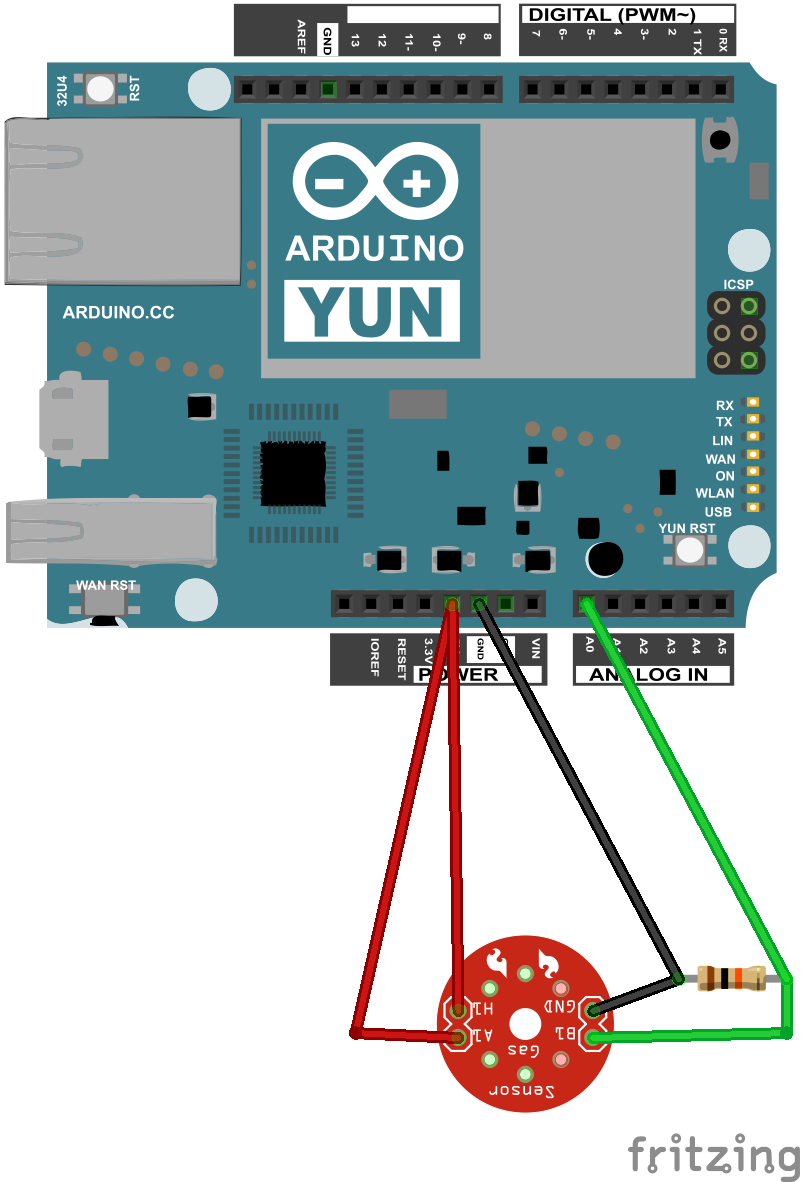 DIGITAL (PWM~)
AREF
GND
13
12
11-
10-
9-
8
7
6-
5-
4
3-
2
1 TX
0 RX
32U4
RST
ARDUINO
YUN
ARDUINO.CC
ICSP
RX
TX
LIN
WAN
ON
WLAN
USB
YUN RST
WAN RST
IOREF
RESET
3.3V
GND
VIN
A0
A2
A3
A4
A5
POWER
ANALOG IN
H1
GND
A1
B1
Gas
Sensor
fritzing